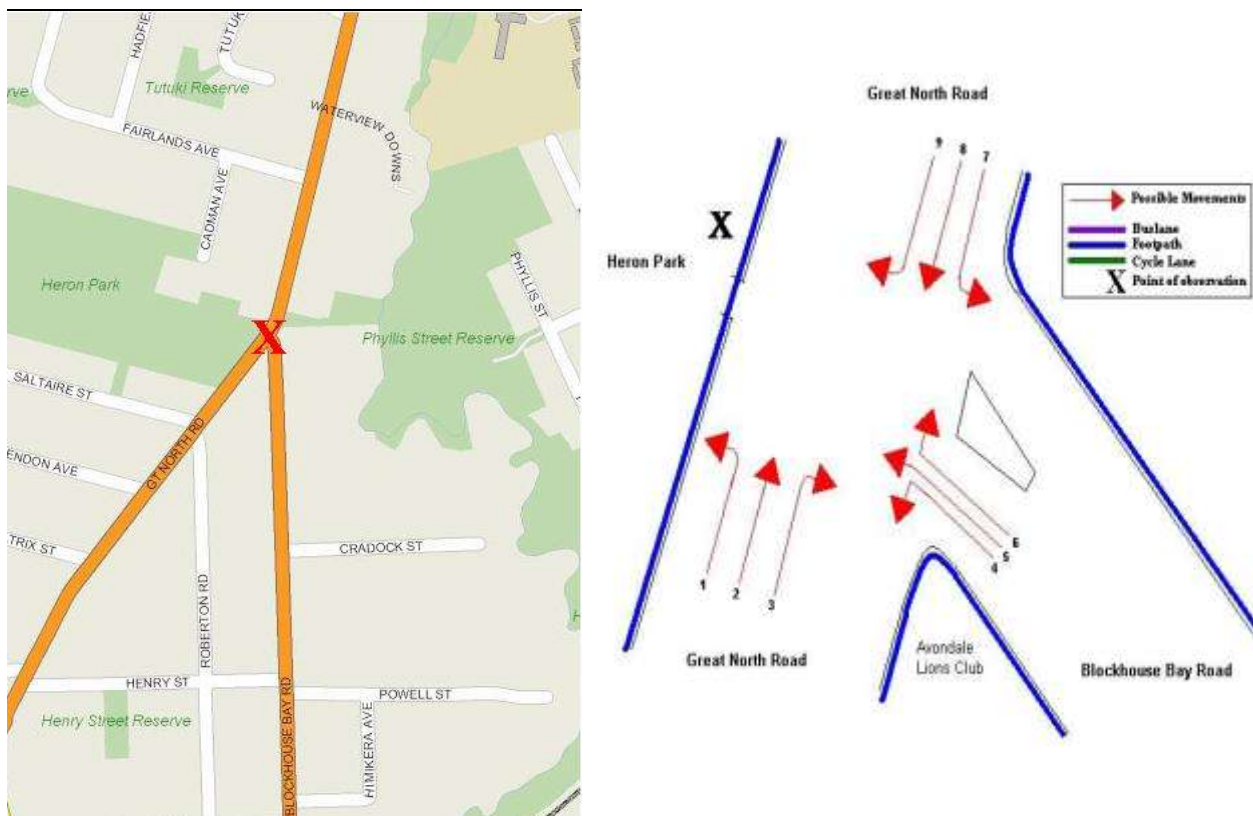 HADFIE
TUTUK
Tutuki Reserve
rve
WATERVIEW DOWNS
FAIRLANDS AVE
CADMAN AVE
PHYLLIS ST
Heron Park
X
Phyllis Street Reserve
SALTAIRE ST
GT NORTH RD
ENDON AVE
TRIX ST
CRADOCK ST
ROBERTON RD
H
HENRY ST
POWELL ST
Henry Street Reserve
BLOCKHOUSE BAY RD
HIMIKERA AVE
Great North Road
9 8 7
Possible Movements
Buslane
Footpath
Cycle Lane
X Point of observation
X
Heron Park
6
5
4
1
2
3
Great North Road
Avondale
Lions Club
Blockhouse Bay Road